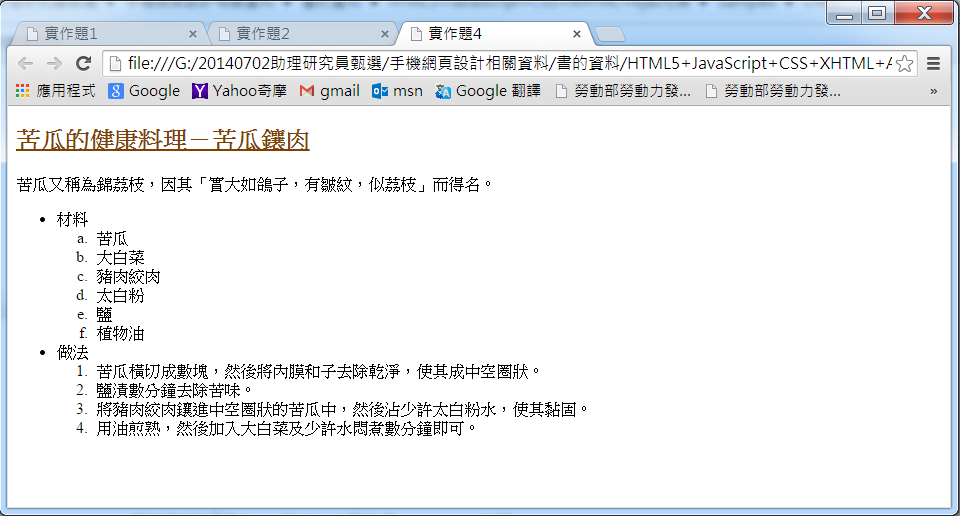 實作題1
實作題2
實作題4
file:///G:/20140702助理研究員甄選/手機網頁設計相關資料/書的資料/HTML5+JavaScript+CSS+XHTML+A
應用程式 Google Yahoo奇摩 gmail msn Google 翻譯 勞動部勞動力發... 勞動部勞動力發... »
苦瓜的健康料理－苦瓜鑲肉
苦瓜又稱為錦荔枝，因其「實大如鴿子，有皺紋，似荔枝」而得名。
• 材料
a. 苦瓜
b. 大白菜
c. 豬肉絞肉
d. 太白粉
e. 鹽
f. 植物油
• 做法
1. 苦瓜橫切成數塊，然後將內膜和子去除乾淨，使其成中空圈狀。
2. 鹽漬數分鐘去除苦味。
3. 將豬肉絞肉鑲進中空圈狀的苦瓜中，然後沾少許太白粉水，使其黏固。
4. 用油煎熟，然後加入大白菜及少許水悶煮數分鐘即可。